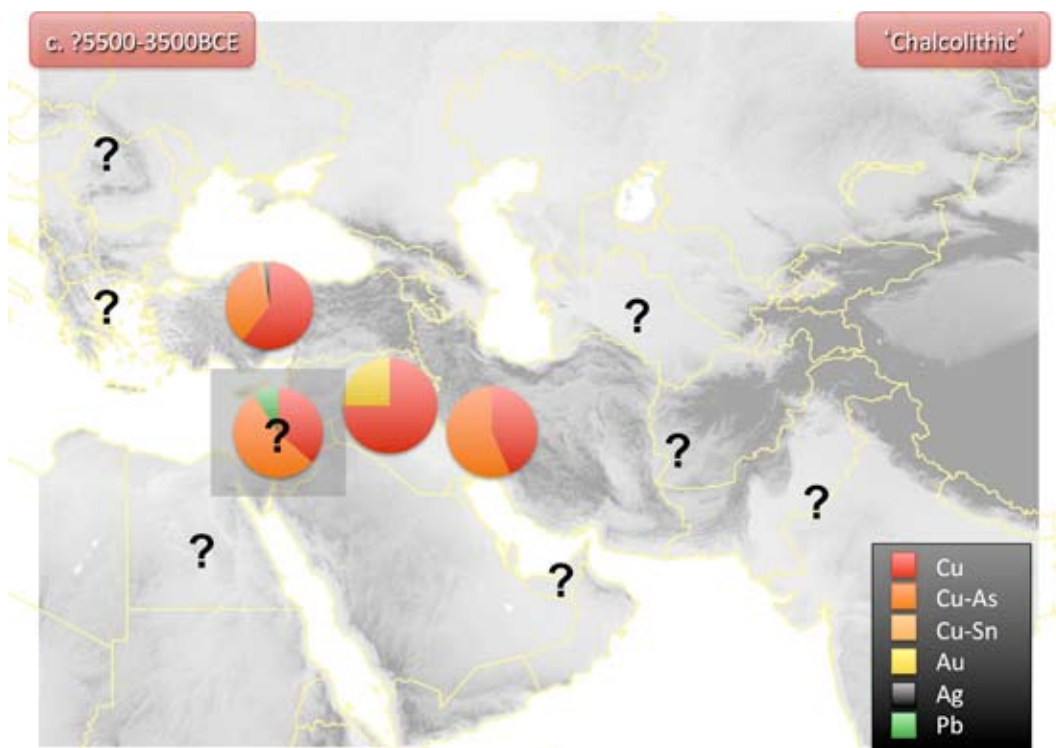 c. ?5500-3500BCE
‘Chalcolithic’
?
?
?
?
?
?
?
?
Cu
Cu-As
Cu-Sn
Au
Ag
Pb